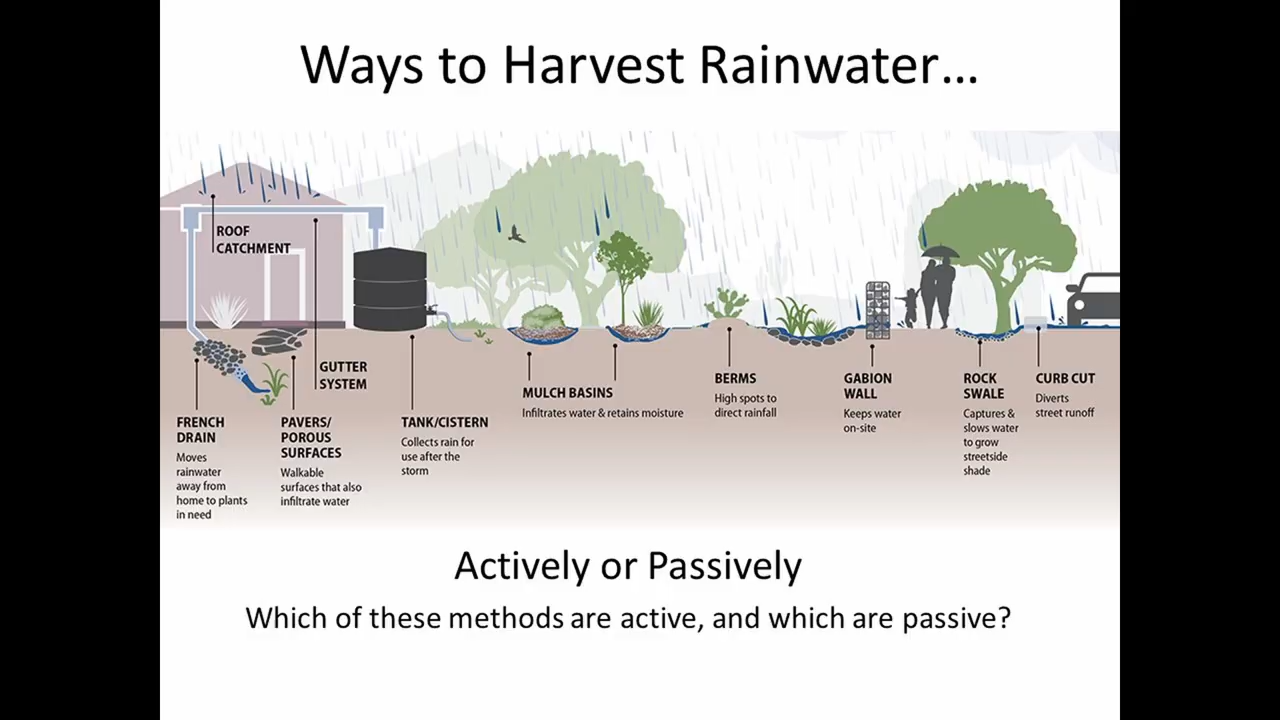 Ways to Harvest Rainwater...
ROOF
CATCHMENT
GUTTER
SYSTEM
FRENCH
DRAIN
Moves
rainwater
away from
home to plants
in need
PAVERS/
POROUS
SURFACES
Walkable
surfaces that also
infiltrate water
TANK/CISTERN
Collects rain for
use after the
storm
MULCH BASINS
Infiltrates water & retains moisture
BERMS
High spots to
direct rainfall
GABION
WALL
Keeps water
on-site
ROCK
SWALE
Captures &
slows water
to grow
streetside
shade
CURB CUT
Diverts
street runoff
Actively or Passively
Which of these methods are active, and which are passive?